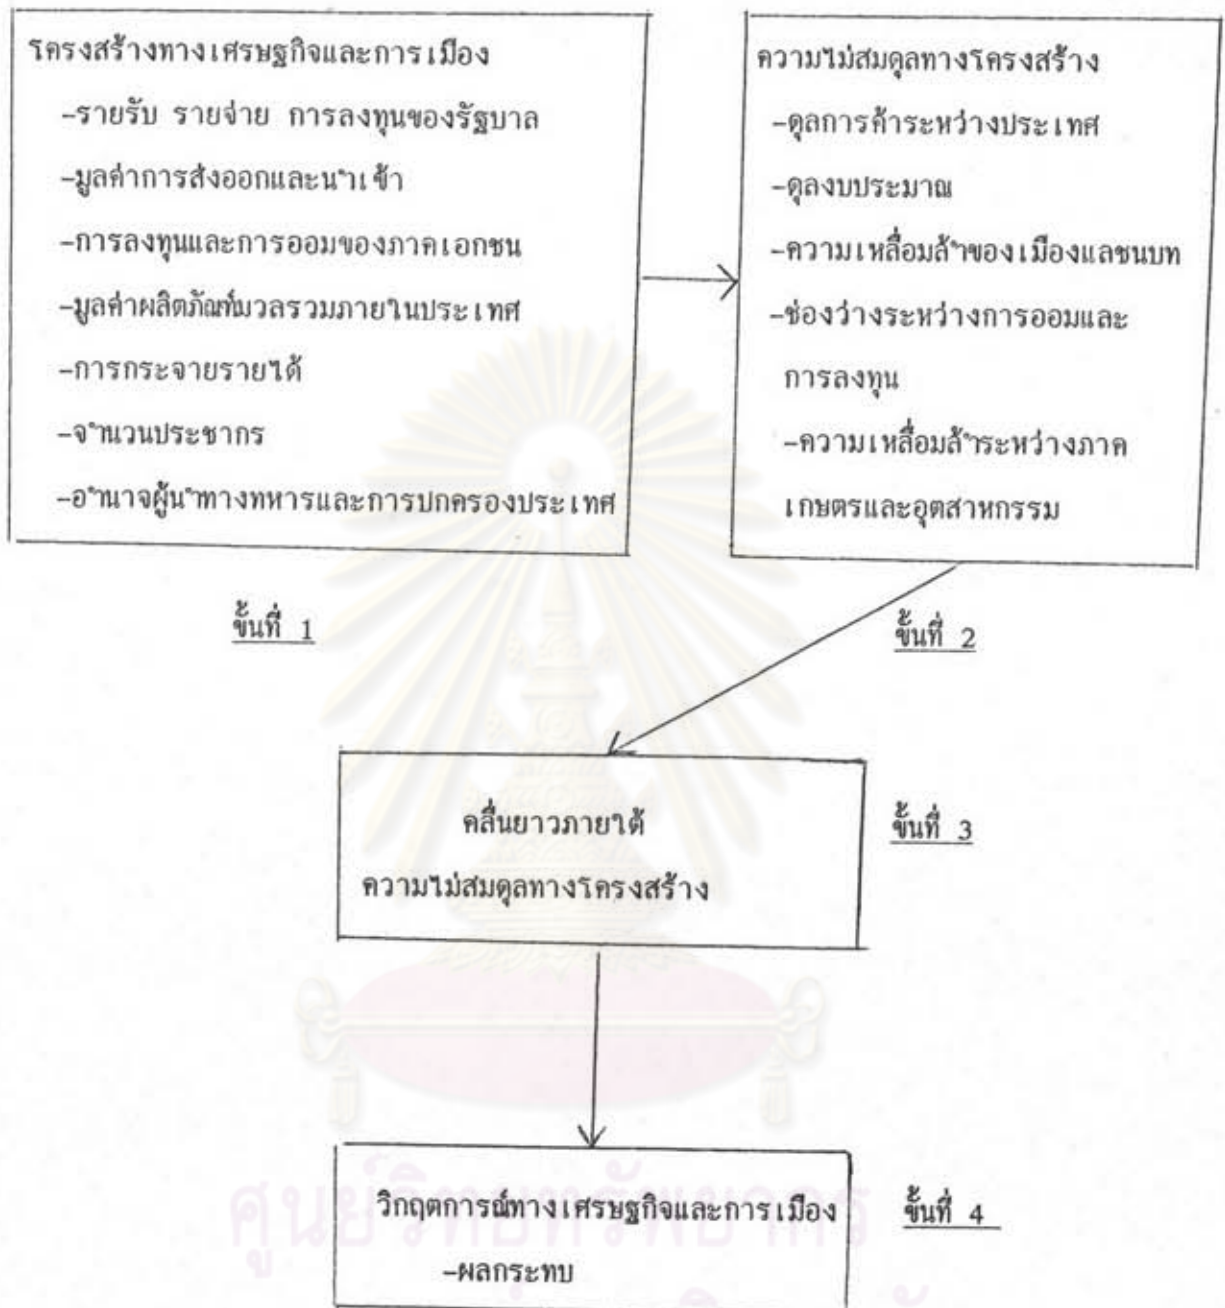 โครงสร้างทางเศรษฐกิจและการเมือง
-รายรับ รายจ่าย การลงทุนของรัฐบาล
-มูลค่าการส่งออกและนำเข้า
-การลงทุนและการออมของภาคเอกชน
-มูลค่าผลิตภัณฑ์มวลรวมภายในประเทศ
-การกระจายรายได้
-จำนวนประชากร
-อำนาจผู้นำทางทหารและการปกครองประเทศ
ขั้นที่ 1
ความไม่สมดุลทางโครงสร้าง
-ดุลการค้าระหว่างประเทศ
-ดุลงบประมาณ
-ความเหลื่อมล้ำของเมืองแลชนบท
-ช่องว่างระหว่างการออมและ
การลงทุน
-ความเหลื่อมล้ำระหว่างภาค
เกษตรและอุตสาหกรรม
ขั้นที่ 2
คลื่นยาวภายใต้
ความไม่สมดุลทางโครงสร้าง
ขั้นที่ 3
วิกฤตการณ์ทางเศรษฐกิจและการเมือง
-ผลกระทบ
ขั้นที่ 4
ศูนย์วิทยทรัพยากร